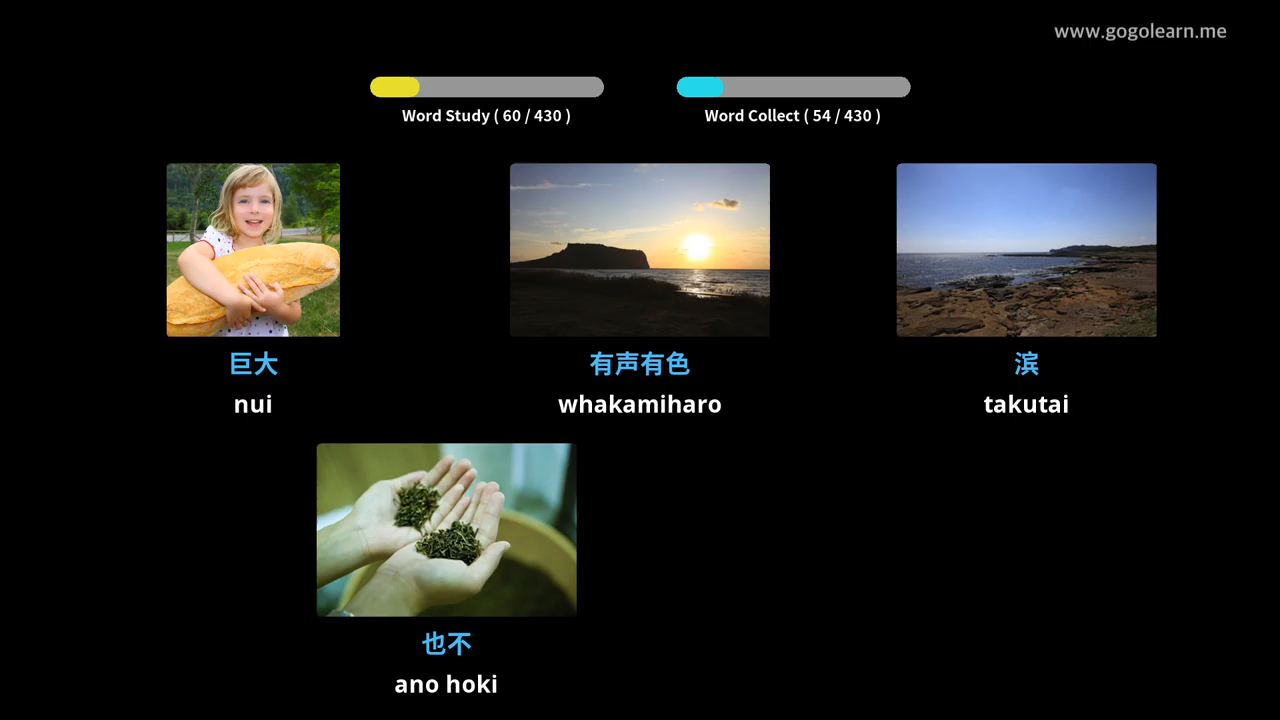 www.gogolearn.me
Word Study ( 60 / 430 )
Word Collect ( 54 / 430 )
巨大
nui
有声有色
whakamiharo
滨
takutai
也不
ano hoki